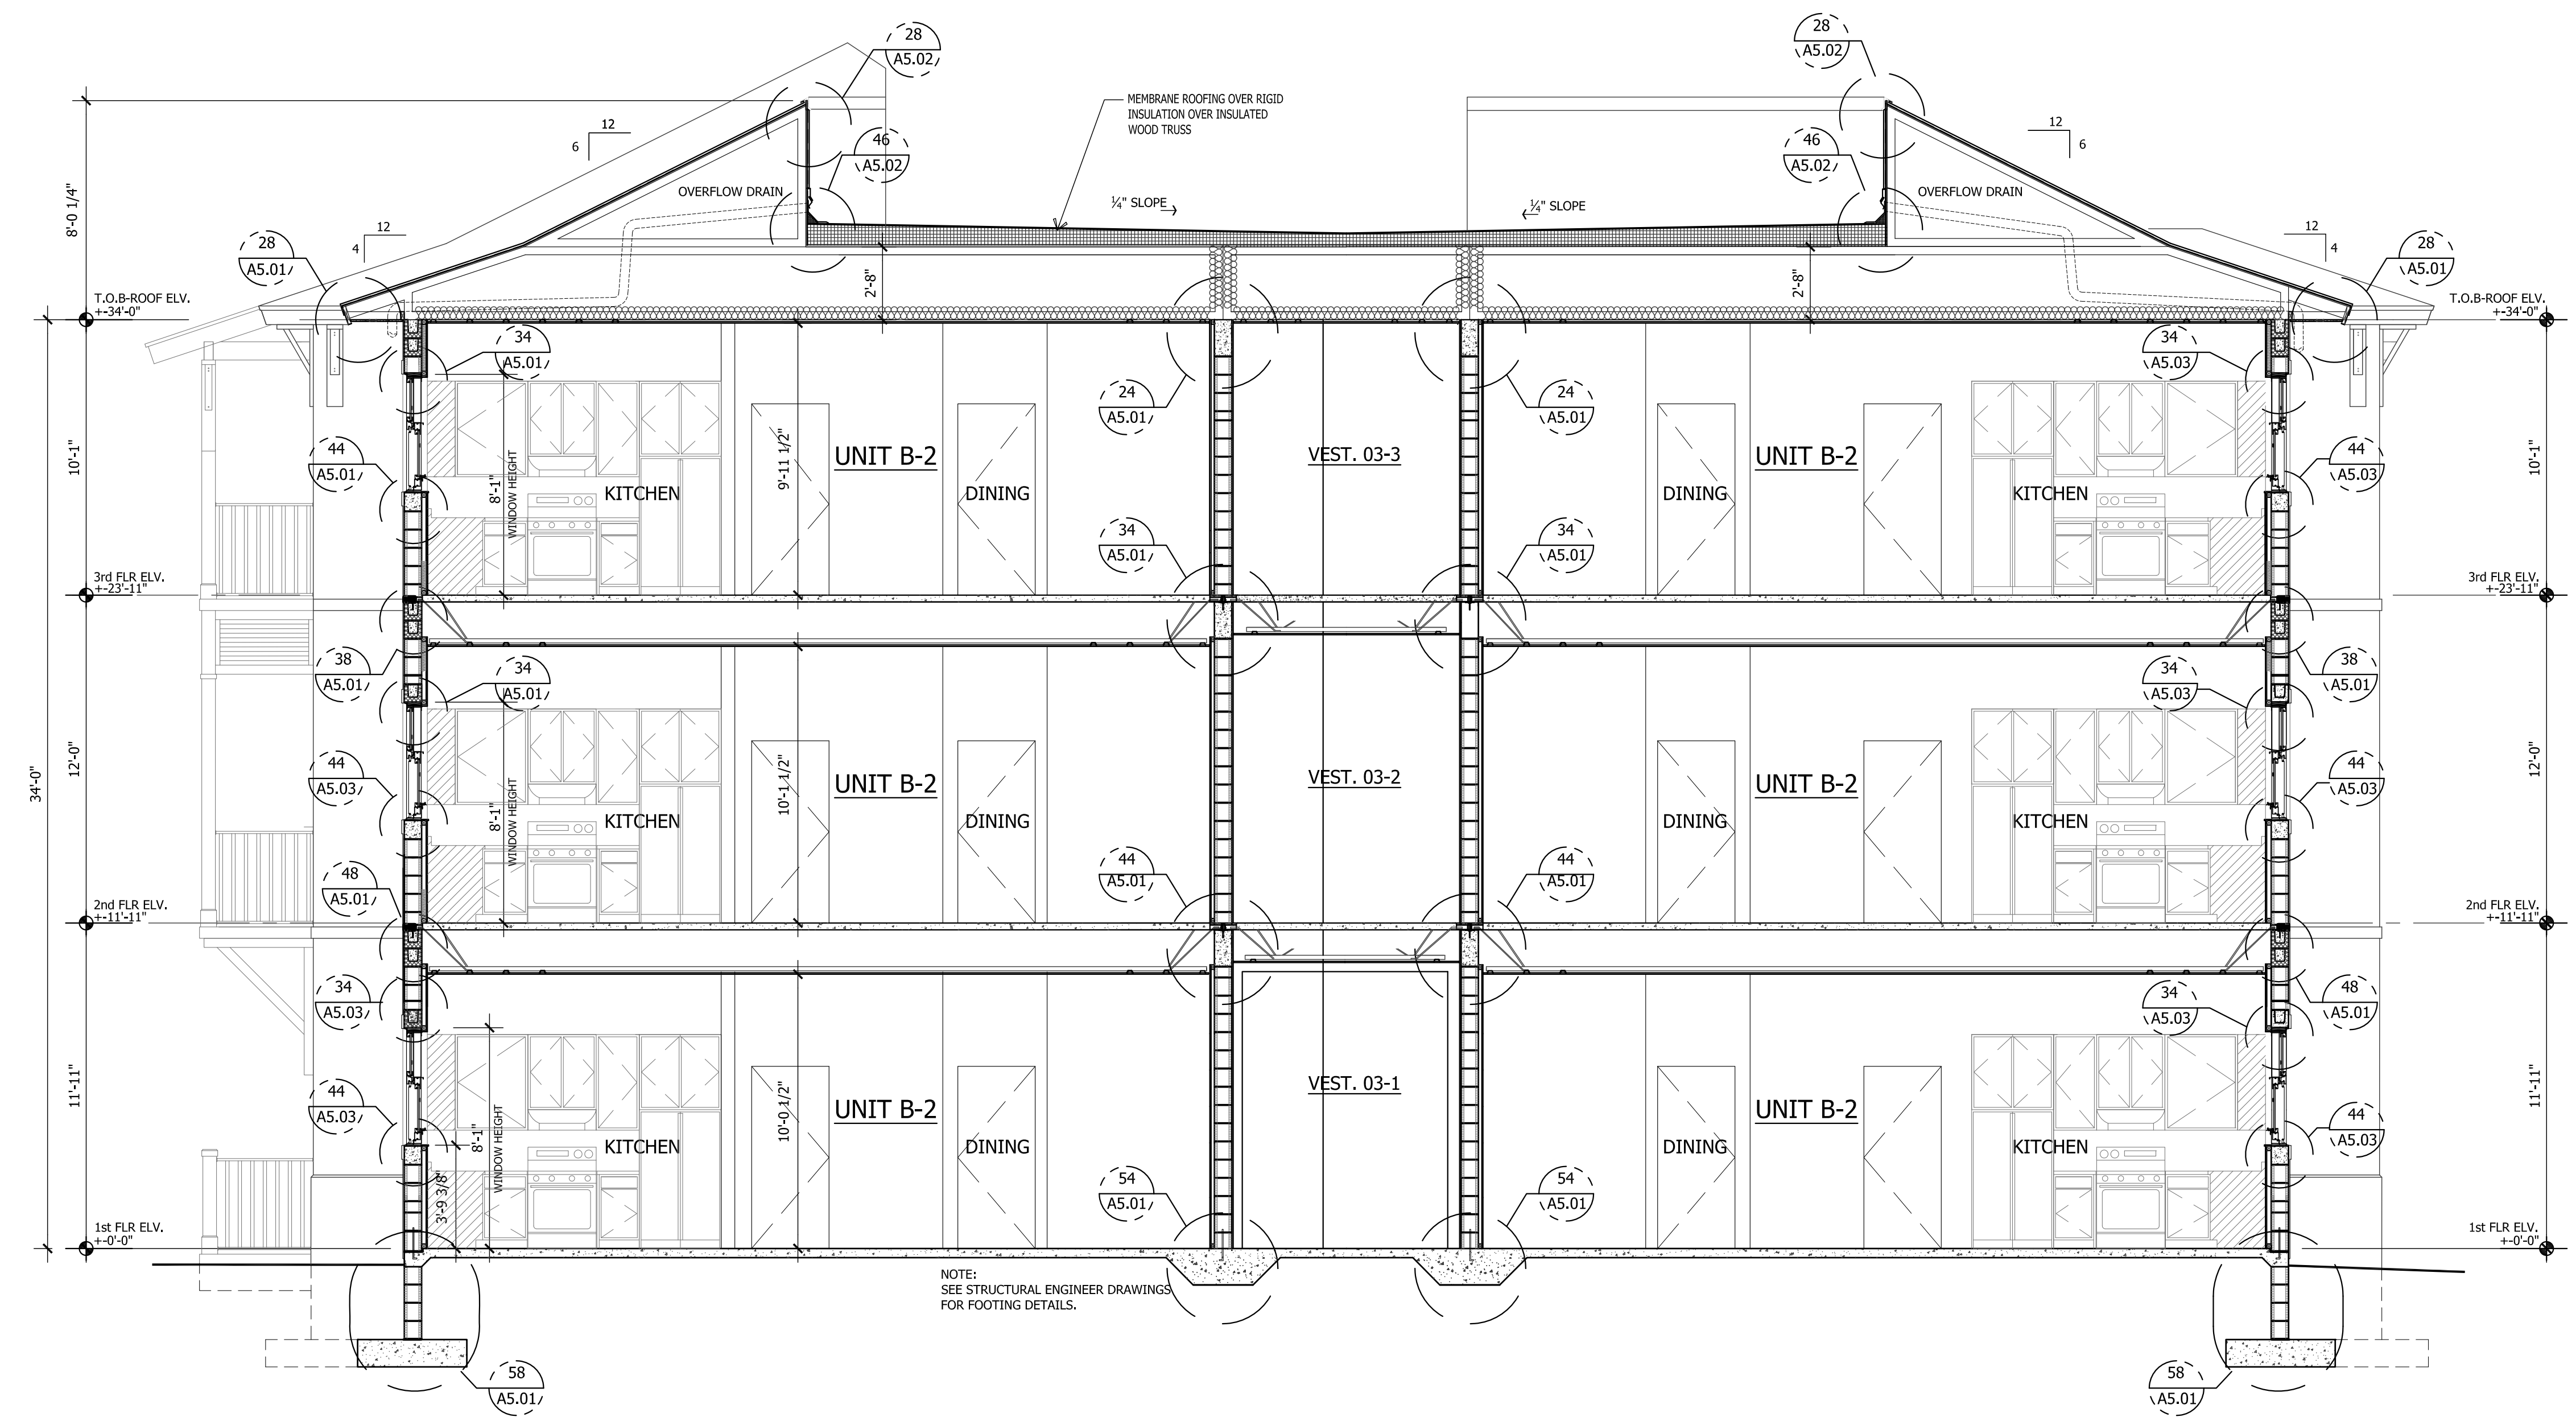 28
A5.02
28
A5.02
MEMBRANE ROOFING OVER RIGID
INSULATION OVER INSULATED
WOOD TRUSS
12
6
12
6
46
A5.02
46
A5.02
OVERFLOW DRAIN
OVERFLOW DRAIN
1/4" SLOPE
1/4" SLOPE
8'-0 1/4"
12
4
12
4
28
A5.01
28
A5.01
2'-8"
2'-8"
T.O.B-ROOF ELV.
+-34'-0"
T.O.B-ROOF ELV.
+-34'-0"
34
A5.01
34
A5.03
24
A5.01
24
A5.01
44
A5.01
44
A5.03
10'-1"
10'-1"
8'-1"
WINDOW HEIGHT
9'-11 1/2"
UNIT B-2
VEST. 03-3
UNIT B-2
KITCHEN
DINING
DINING
KITCHEN
34
A5.01
34
A5.01
3rd FLR ELV.
+-23'-11"
3rd FLR ELV.
+-23'-11"
38
A5.01
34
A5.01
34
A5.03
38
A5.01
44
A5.03
44
A5.03
34'-0"
12'-0"
12'-0"
8'-1"
WINDOW HEIGHT
10'-1 1/2"
UNIT B-2
VEST. 03-2
UNIT B-2
KITCHEN
DINING
DINING
KITCHEN
48
A5.01
44
A5.01
44
A5.01
2nd FLR ELV.
+-11'-11"
2nd FLR ELV.
+-11'-11"
34
A5.03
34
A5.03
48
A5.01
44
A5.03
44
A5.03
11'-11"
11'-11"
8'-1"
WINDOW HEIGHT
3'-9 3/8"
10'-0 1/2"
UNIT B-2
VEST. 03-1
UNIT B-2
KITCHEN
DINING
DINING
KITCHEN
54
A5.01
54
A5.01
1st FLR ELV.
+-0'-0"
1st FLR ELV.
+-0'-0"
NOTE:
SEE STRUCTURAL ENGINEER DRAWINGS
FOR FOOTING DETAILS.
58
A5.01
58
A5.01